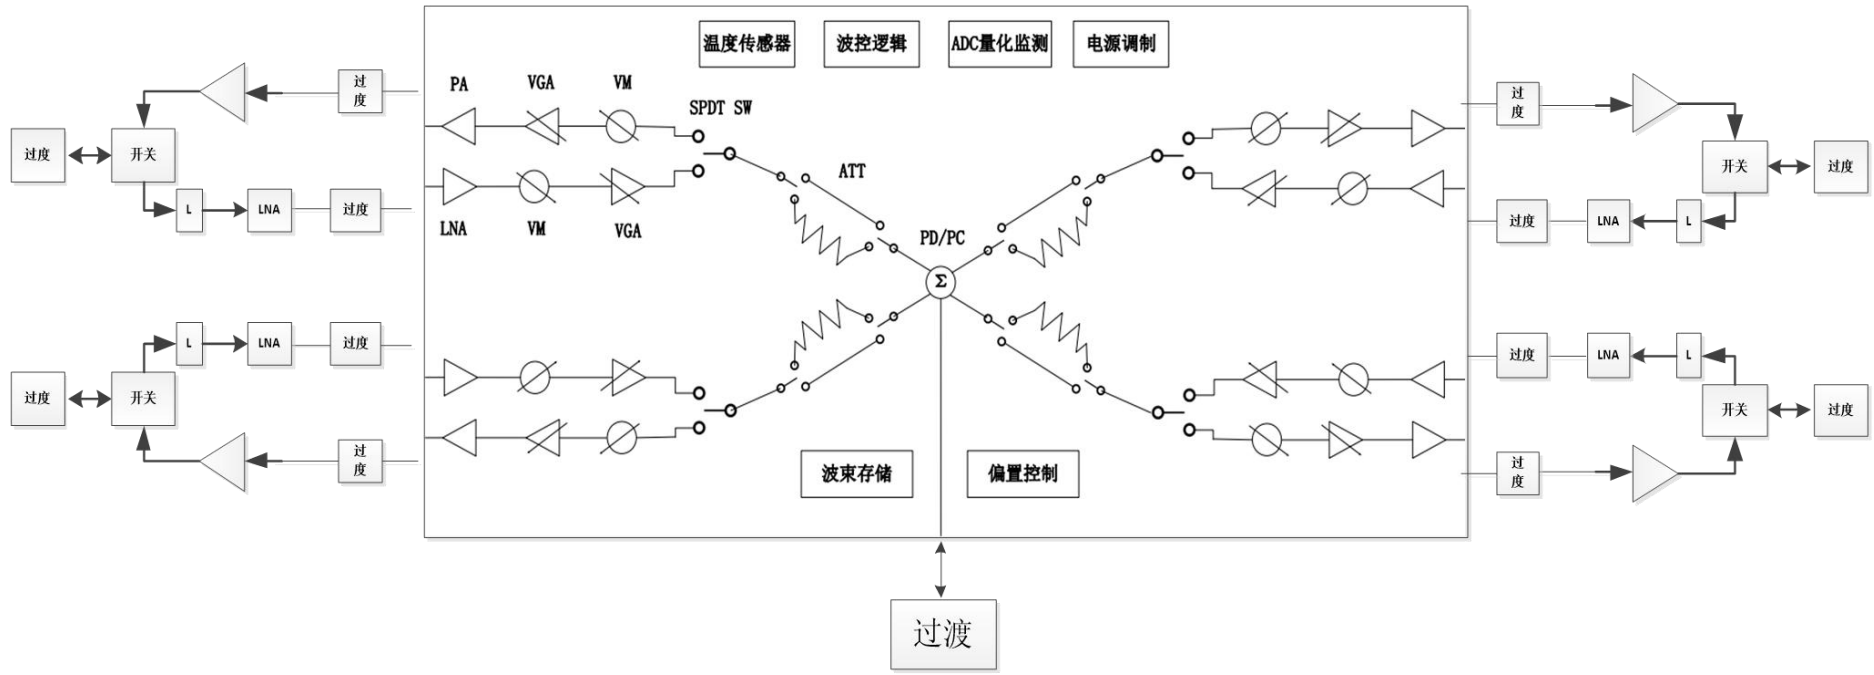 温度传感器
波控逻辑
ADC量化监测
电源调制
过
度
PA
VGA
VM
SPDT SW
过
度
过度
开关
开关
过度
ATT
L
LNA
过度
过度
LNA
L
LNA
VM
VGA
PD/PC
Σ
L
LNA
过度
过度
LNA
L
过度
开关
开关
过度
过
度
波束存储
偏置控制
过
度
过渡